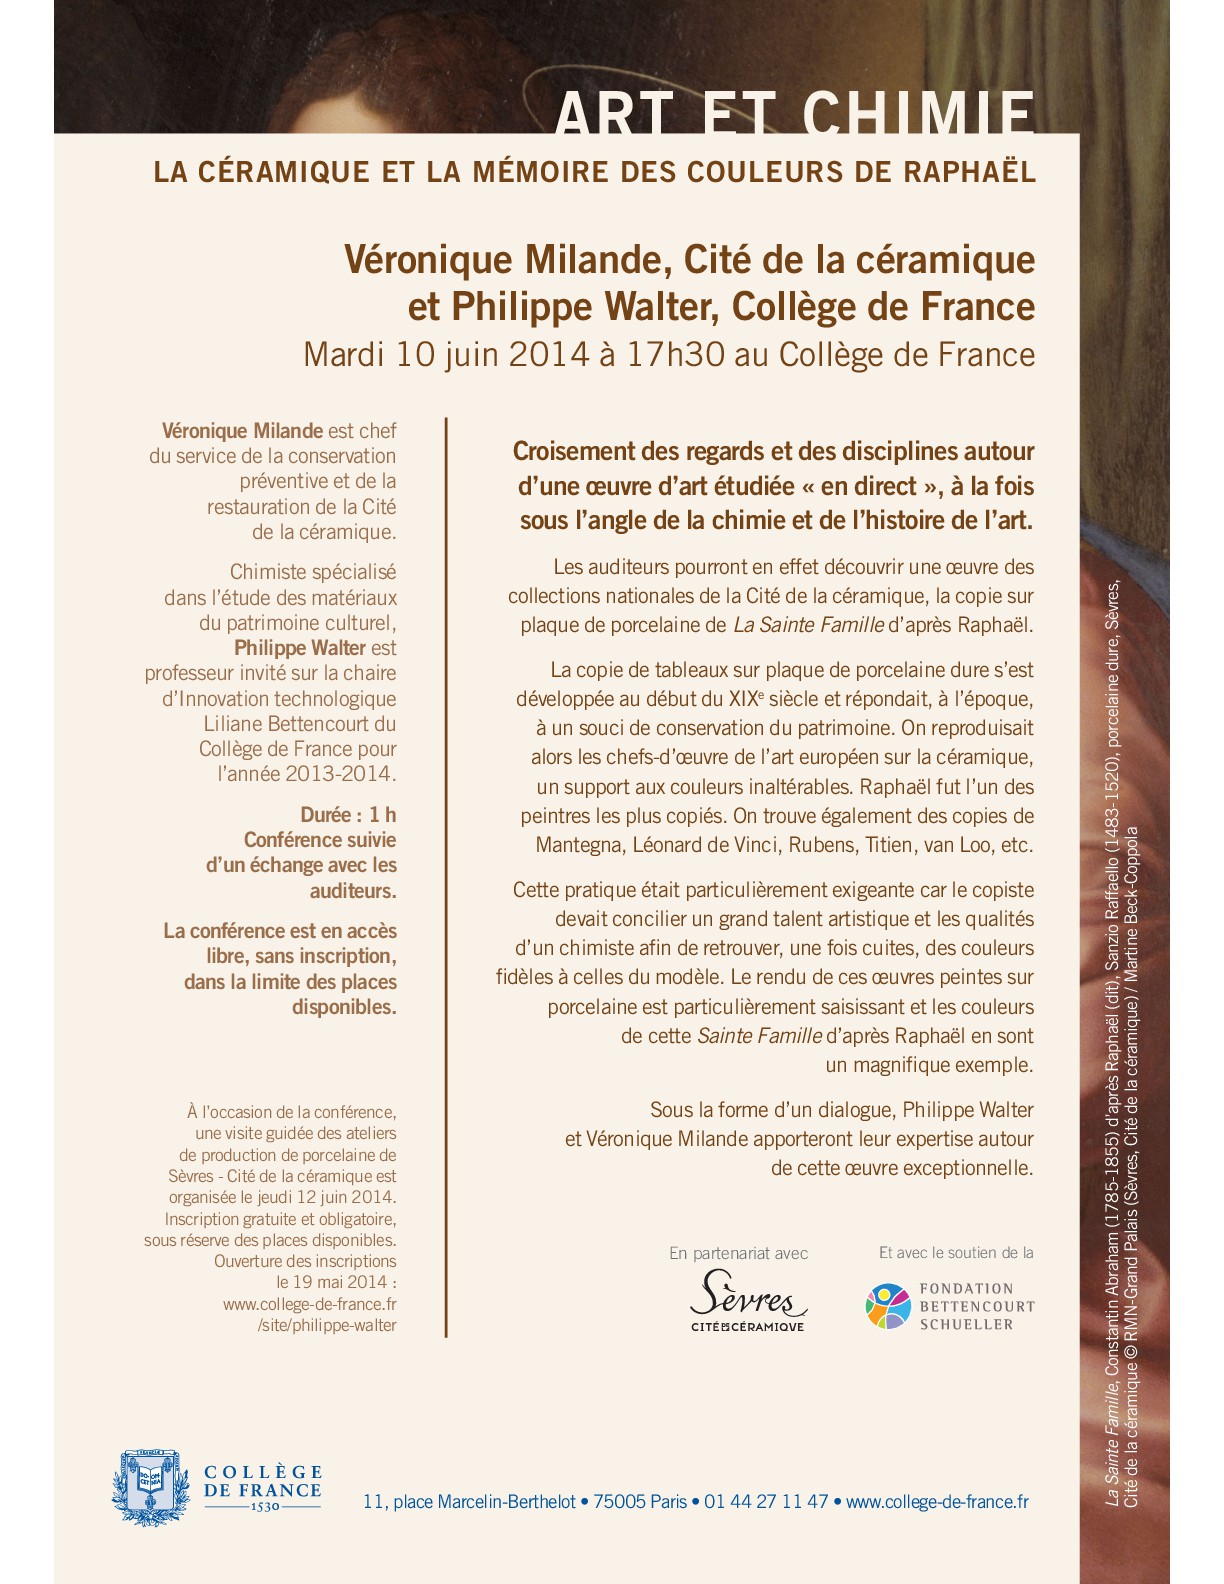 ART ET CHIMIE
LA CÉRAMIQUE ET LA MÉMOIRE DES COULEURS DE RAPHAËL
Véronique Milande, Cité de la céramique
et Philippe Walter, Collège de France
Mardi 10 juin 2014 à 17h30 au Collège de France
Véronique Milande est chef
du service de la conservation
préventive et de la
restauration de la Cité
de la céramique.
Chimiste spécialisé
dans l’étude des matériaux
du patrimoine culturel,
Philippe Walter est
professeur invité sur la chaire
d’Innovation technologique
Liliane Bettencourt du
Collège de France pour
l’année 2013-2014.
Durée : 1 h
Conférence suivie
d’un échange avec les
auditeurs.
La conférence est en accès
libre, sans inscription,
dans la limite des places
disponibles.
À l’occasion de la conférence,
une visite guidée des ateliers
de production de porcelaine de
Sèvres - Cité de la céramique est
organisée le jeudi 12 juin 2014.
Inscription gratuite et obligatoire,
sous réserve des places disponibles.
Ouverture des inscriptions
le 19 mai 2014 :
www.college-de-france.fr
/site/philippe-walter
Croisement des regards et des disciplines autour
d’une œuvre d’art étudiée « en direct », à la fois
sous l’angle de la chimie et de l’histoire de l’art.
Les auditeurs pourront en effet découvrir une œuvre des
collections nationales de la Cité de la céramique, la copie sur
plaque de porcelaine de La Sainte Famille d’après Raphaël.
La copie de tableaux sur plaque de porcelaine dure s’est
développée au début du XIXe siècle et répondait, à l’époque,
à un souci de conservation du patrimoine. On reproduisait
alors les chefs-d’œuvre de l’art européen sur la céramique,
un support aux couleurs inaltérables. Raphaël fut l’un des
peintres les plus copiés. On trouve également des copies de
Mantegna, Léonard de Vinci, Rubens, Titien, van Loo, etc.
Cette pratique était particulièrement exigeante car le copiste
devait concilier un grand talent artistique et les qualités
d’un chimiste afin de retrouver, une fois cuites, des couleurs
fidèles à celles du modèle. Le rendu de ces œuvres peintes sur
porcelaine est particulièrement saisissant et les couleurs
de cette Sainte Famille d’après Raphaël en sont
un magnifique exemple.
Sous la forme d’un dialogue, Philippe Walter
et Véronique Milande apporteront leur expertise autour
de cette œuvre exceptionnelle.
En partenariat avec
Sèvres
CITÉ DE LA CÉRAMIQUE
Et avec le soutien de la
FONDATION
BETTENCOURT
SCHUELLER
La Sainte Famille, Constantin Abraham (1785-1855) d’après Raphaël (dit), Sanzio Raffaello (1483-1520), porcelaine dure, Sèvres,
Cité de la céramique © RMN-Grand Palais (Sèvres, Cité de la céramique) / Martine Beck-Coppola
COLLÈGE
DE FRANCE
1530
11, place Marcelin-Berthelot • 75005 Paris • 01 44 27 11 47 • www.college-de-france.fr